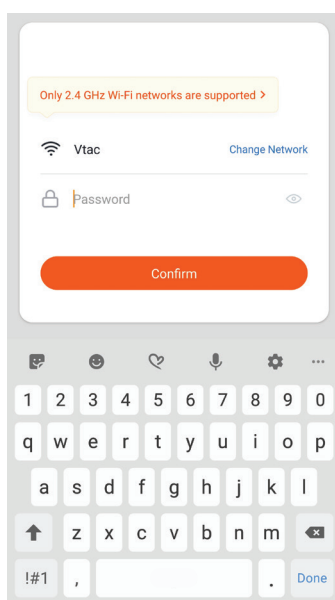 Only 2.4 GHz Wi-Fi networks are supported >
Vtac Change Network
Password
Confirm
1 2 3 4 5 6 7 8 9 0
q w e r t y u i o p
a s d f g h j k l
z x c v b n m
!#1 , . Done